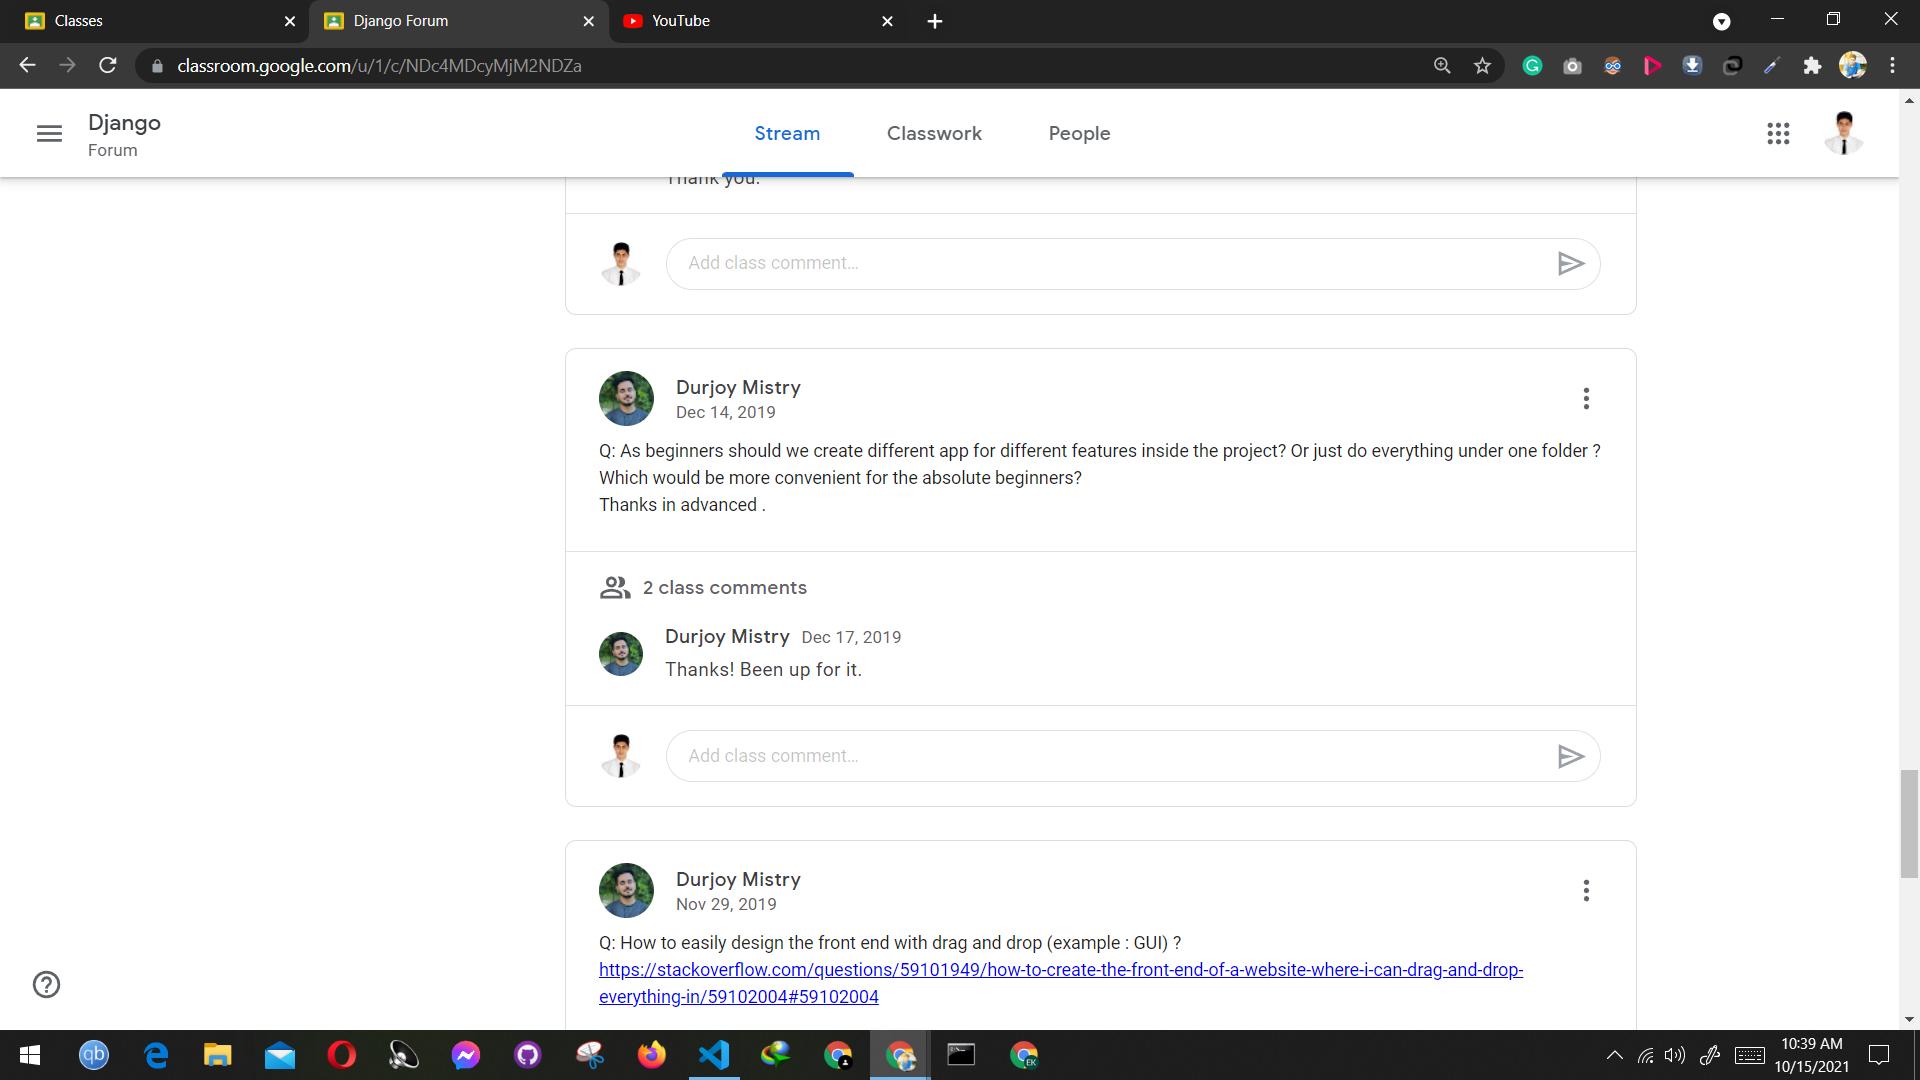 Classes
Django Forum
YouTube
classroom.google.com/u/1/c/NDc4MDcyMjM2NDZa
Django
Forum
Stream
Classwork
People
Thank you.
Add class comment...
Durjoy Mistry
Dec 14, 2019
Q: As beginners should we create different app for different features inside the project? Or just do everything under one folder ?
Which would be more convenient for the absolute beginners?
Thanks in advanced .
2 class comments
Durjoy Mistry Dec 17, 2019
Thanks! Been up for it.
Add class comment...
Durjoy Mistry
Nov 29, 2019
Q: How to easily design the front end with drag and drop (example : GUI) ?
https://stackoverflow.com/questions/59101949/how-to-create-the-front-end-of-a-website-where-i-can-drag-and-drop-
everything-in/59102004#59102004
qb
EK
10:39 AM
10/15/2021